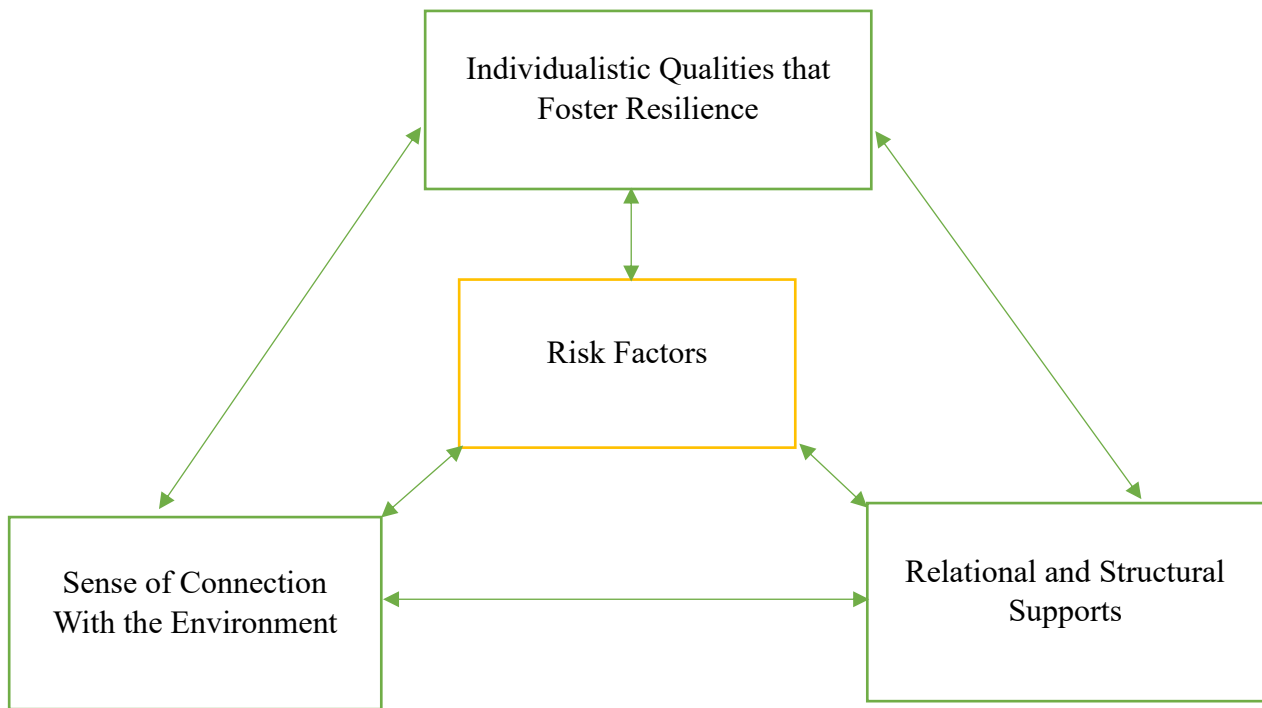 Individualistic Qualities that
Foster Resilience
Risk Factors
Sense of Connection
With the Environment
Relational and Structural
Supports